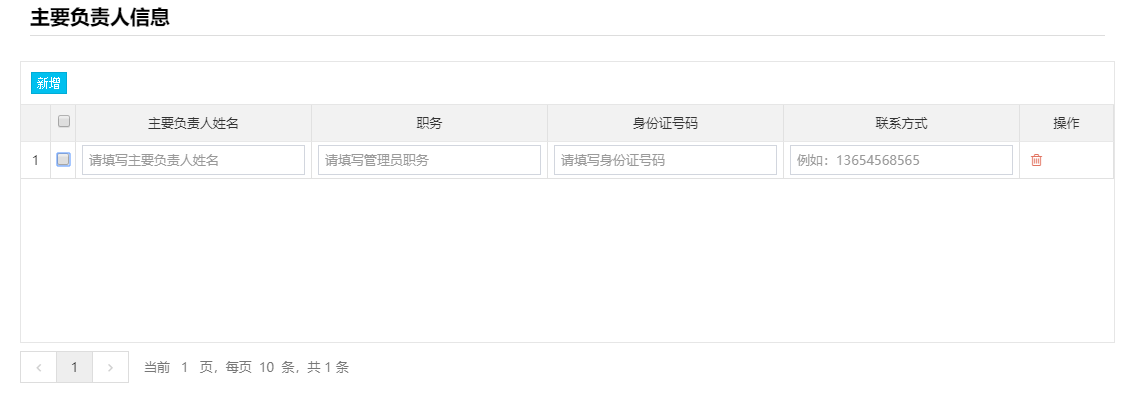 主要负责人信息
新增
主要负责人姓名 职务 身份证号码 联系方式 操作
1 请填写主要负责人姓名 请填写管理员职务 请填写身份证号码 例如：13654568565
< 1 > 当前 1 页，每页 10 条，共 1 条